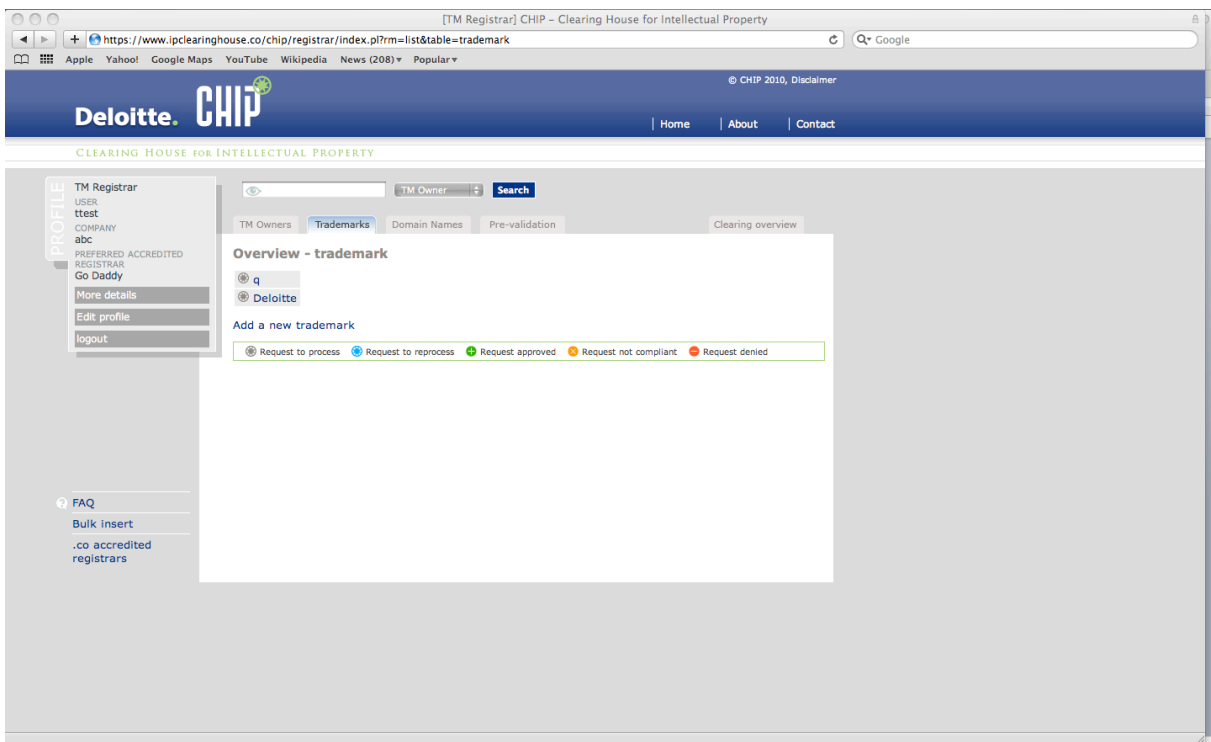 [TM Registrar] CHIP – Clearing House for Intellectual Property
https://www.ipclearinghouse.co/chip/registrar/index.pl?rm=list&table=trademark
Google
Apple Yahoo! Google Maps YouTube Wikipedia News (208) Popular
© CHIP 2010, Disclaimer
Deloitte. CHIP
| Home | About | Contact
CLEARING HOUSE FOR INTELLECTUAL PROPERTY
PROFILE
TM Registrar
USER
ttest
COMPANY
abc
PREFERRED ACCREDITED
REGISTRAR
Go Daddy
More details
Edit profile
logout
TM Owner Search
TM Owners Trademarks Domain Names Pre-validation Clearing overview
Overview - trademark
q
Deloitte
Add a new trademark
Request to process Request to reprocess Request approved Request not compliant Request denied
? FAQ
Bulk insert
.co accredited
registrars